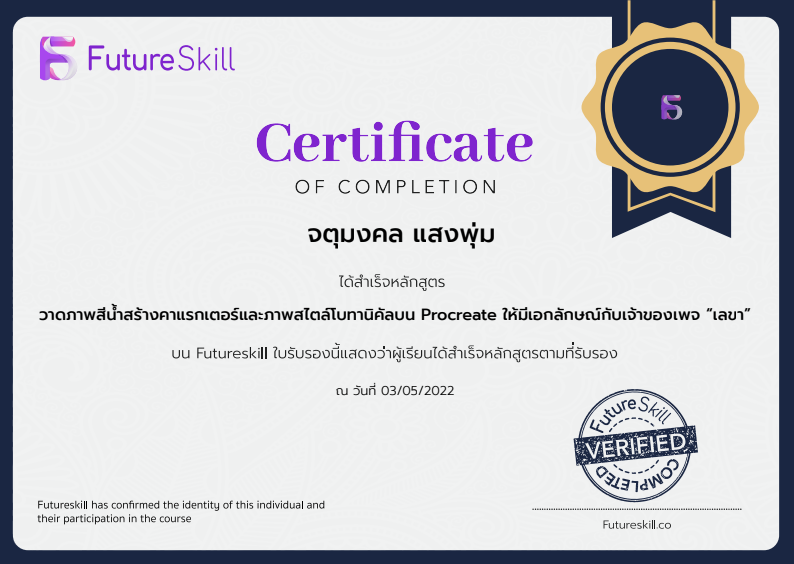 FutureSkill
Certificate
OF COMPLETION
จตุมงคล แสงพุ่ม
ได้สำเร็จหลักสูตร
วาดภาพสีน้ำสร้างคาแรกเตอร์และภาพสไตล์โบทานิคัลบน Procreate ให้มีเอกลักษณ์กับเจ้าของเพจ “เลขา”
บน Futureskill ใบรับรองนี้แสดงว่าผู้เรียนได้สำเร็จหลักสูตรตามที่รับรอง
ณ วันที่ 03/05/2022
FutureSkill
VERIFIED
COMPLETED
Futureskill has confirmed the identity of this individual and
their participation in the course
Futureskill.co